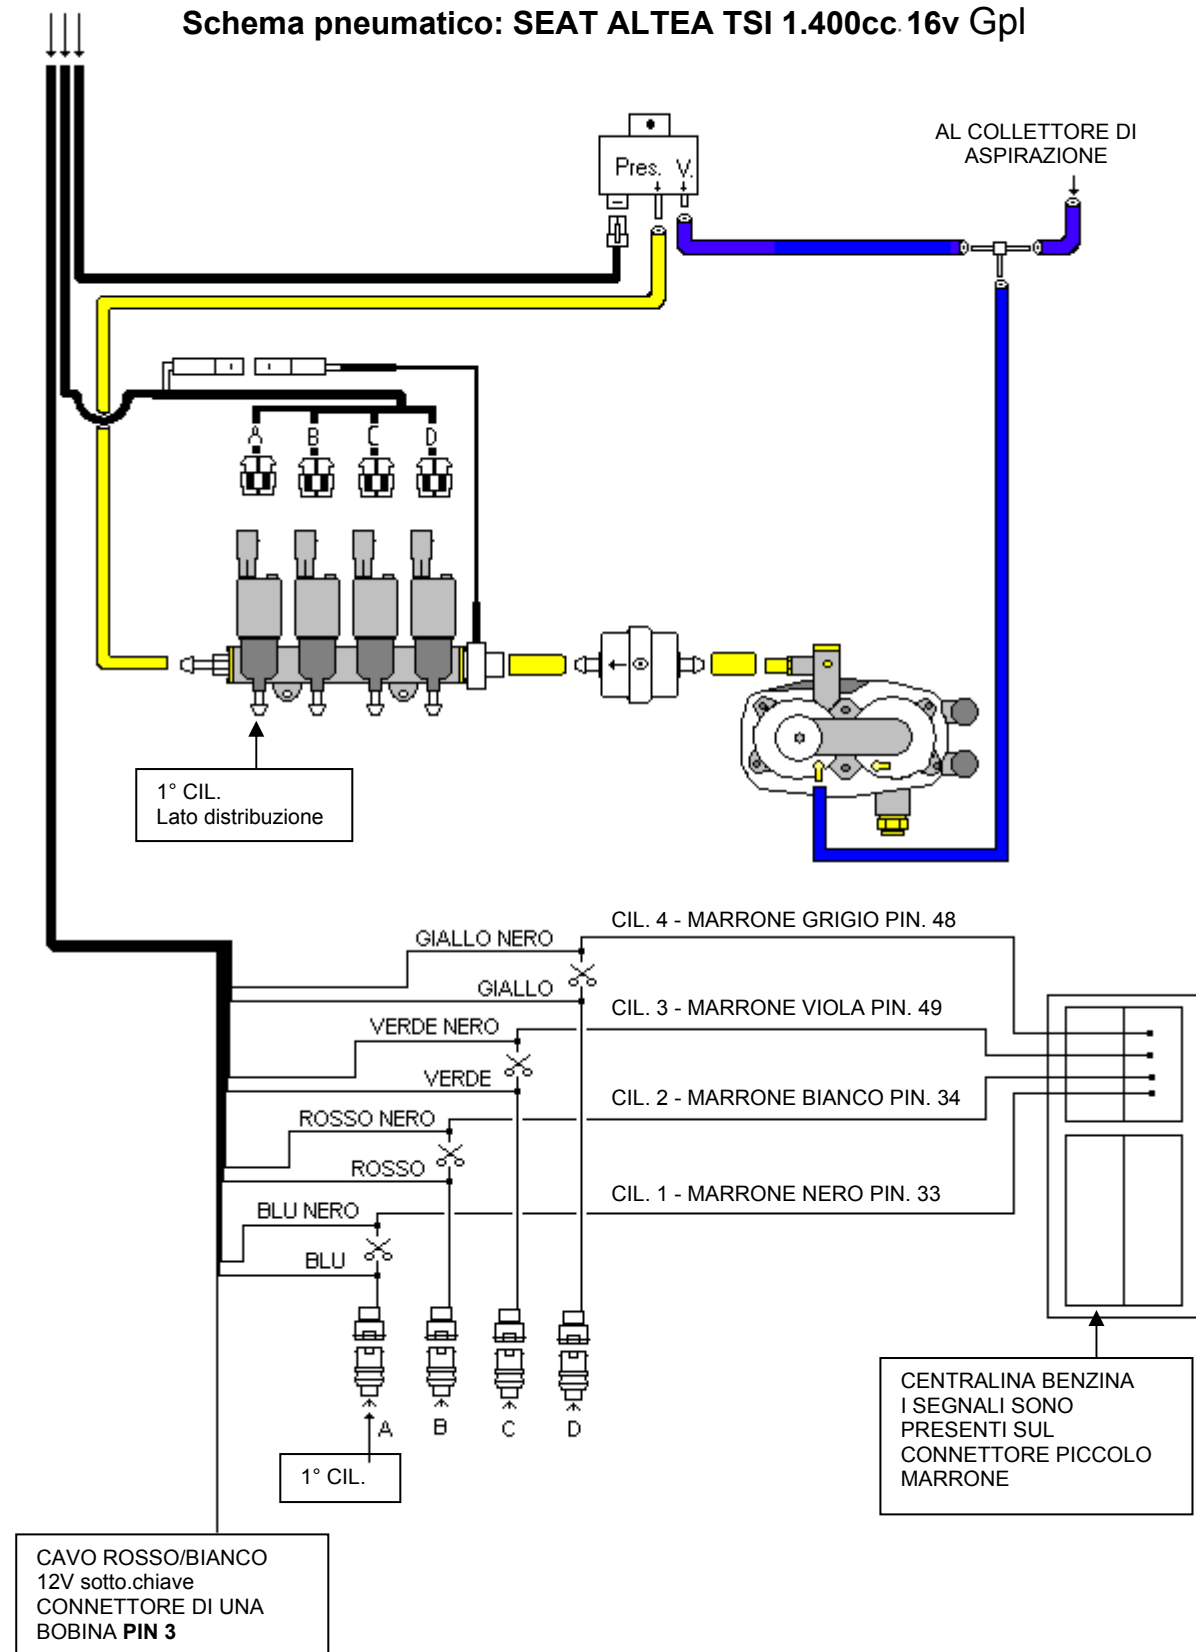 Schema pneumatico: SEAT ALTEA TSI 1.400cc. 16v Gpl
AL COLLETTORE DI
ASPIRAZIONE
Pres. V.
A B C D
1° CIL.
Lato distribuzione
CIL. 4 - MARRONE GRIGIO PIN. 48
GIALLO NERO
GIALLO
CIL. 3 - MARRONE VIOLA PIN. 49
VERDE NERO
VERDE
CIL. 2 - MARRONE BIANCO PIN. 34
ROSSO NERO
ROSSO
CIL. 1 - MARRONE NERO PIN. 33
BLU NERO
BLU
A B C D
1° CIL.
CENTRALINA BENZINA
I SEGNALI SONO
PRESENTI SUL
CONNETTORE PICCOLO
MARRONE
CAVO ROSSO/BIANCO
12V sotto.chiave
CONNETTORE DI UNA
BOBINA PIN 3